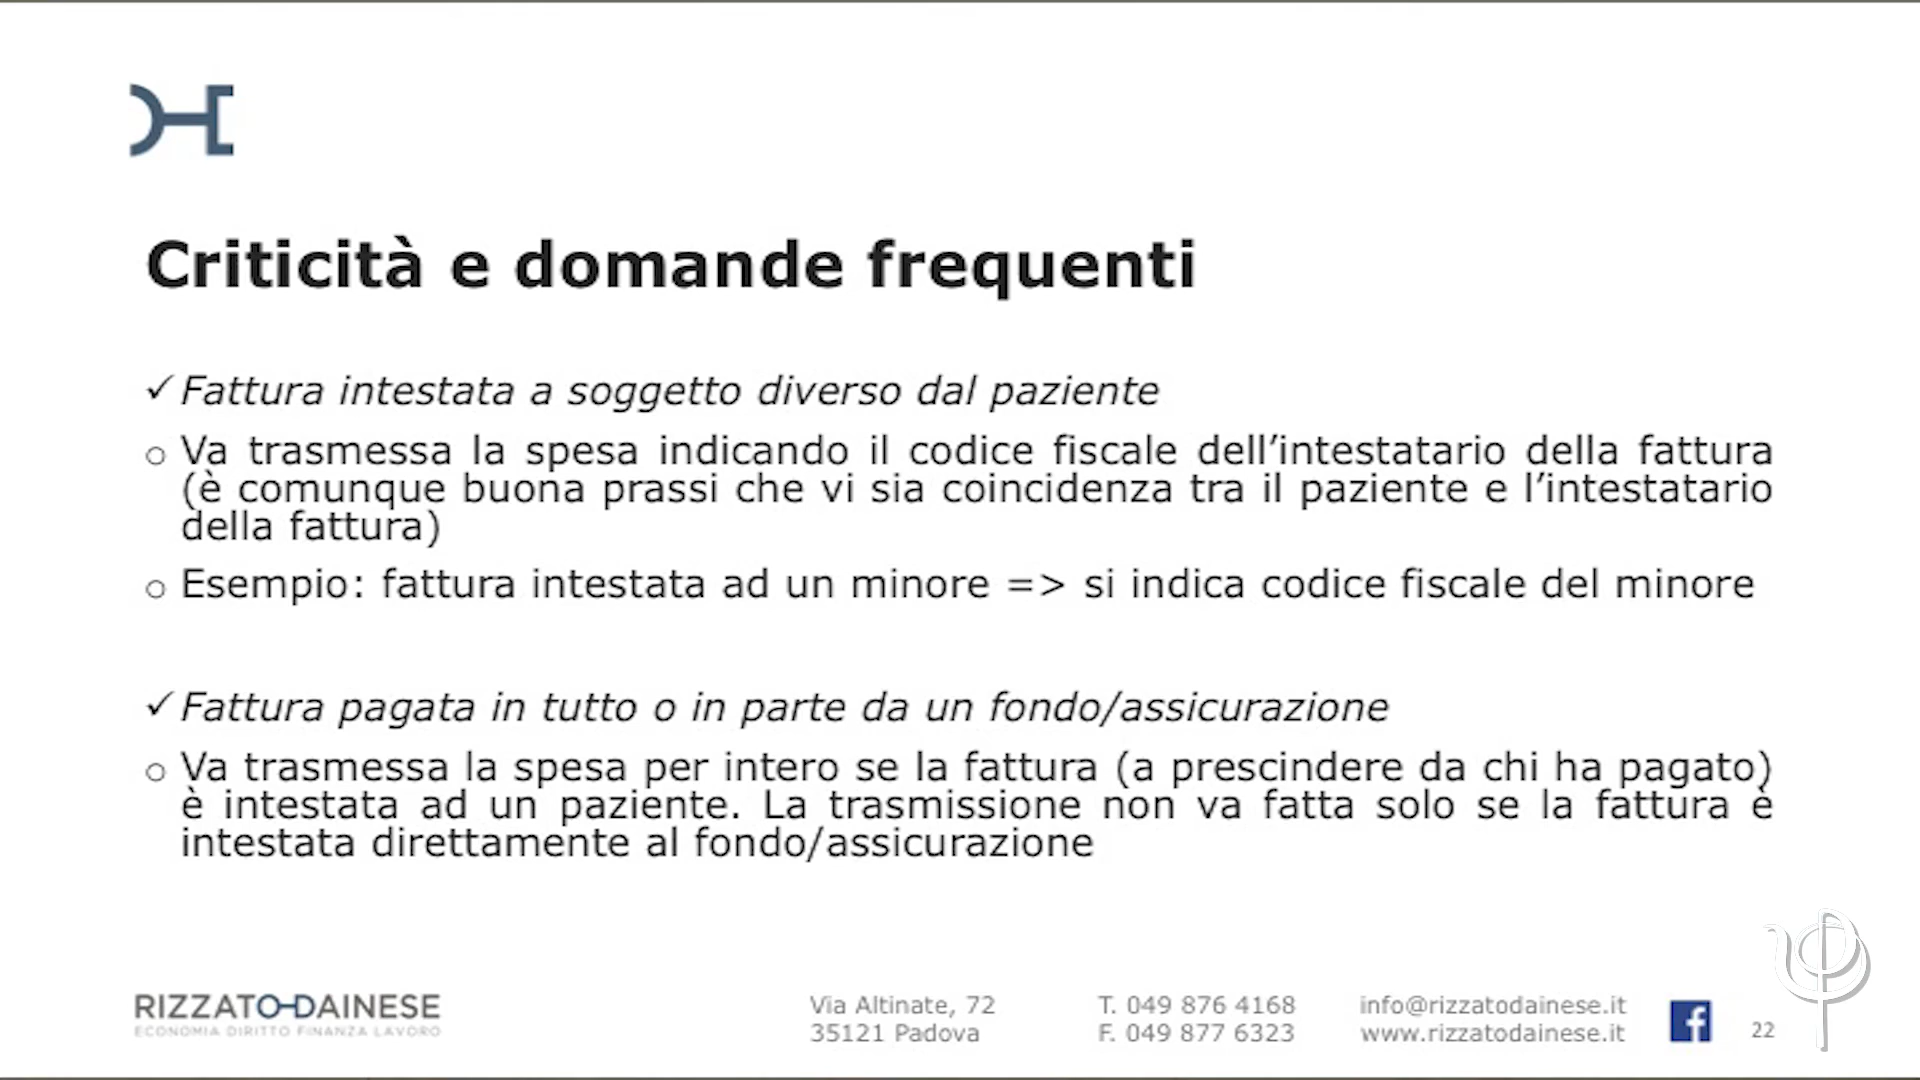 Criticità e domande frequenti
✓ Fattura intestata a soggetto diverso dal paziente
o Va trasmessa la spesa indicando il codice fiscale dell’intestatario della fattura
(è comunque buona prassi che vi sia coincidenza tra il paziente e l’intestatario
della fattura)
o Esempio: fattura intestata ad un minore => si indica codice fiscale del minore
✓ Fattura pagata in tutto o in parte da un fondo/assicurazione
o Va trasmessa la spesa per intero se la fattura (a prescindere da chi ha pagato)
è intestata ad un paziente. La trasmissione non va fatta solo se la fattura è
intestata direttamente al fondo/assicurazione
RIZZATO-DAINESE
ECONOMIA DIRITTO FINANZA LAVORO
Via Altinate, 72
35121 Padova
T. 049 876 4168
F. 049 877 6323
info@rizzatodainese.it
www.rizzatodainese.it
22